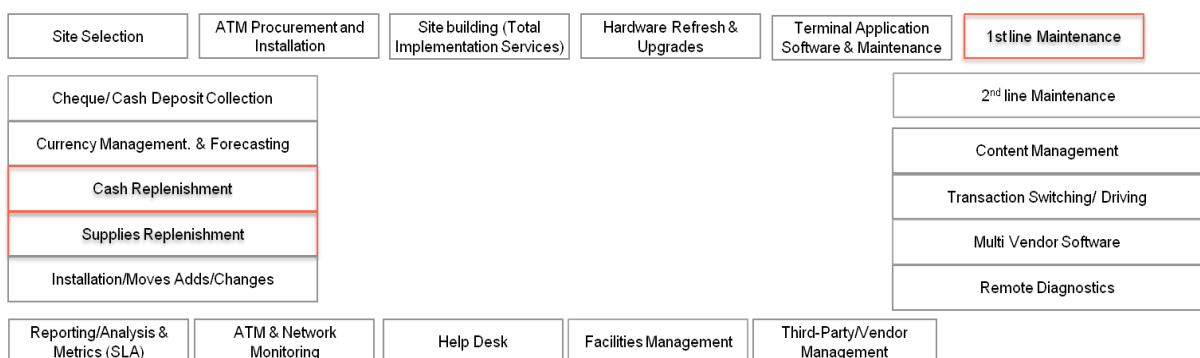 Site Selection
ATM Procurement and
Installation
Site building (Total
Implementation Services)
Hardware Refresh &
Upgrades
Terminal Application
Software & Maintenance
1st line Maintenance
Cheque/ Cash Deposit Collection
Currency Management. & Forecasting
Cash Replenishment
Supplies Replenishment
Installation/Moves Adds/Changes
2nd line Maintenance
Content Management
Transaction Switching/ Driving
Multi Vendor Software
Remote Diagnostics
Reporting/Analysis &
Metrics (SLA)
ATM & Network
Monitoring
Help Desk
Facilities Management
Third-Party/Vendor
Management